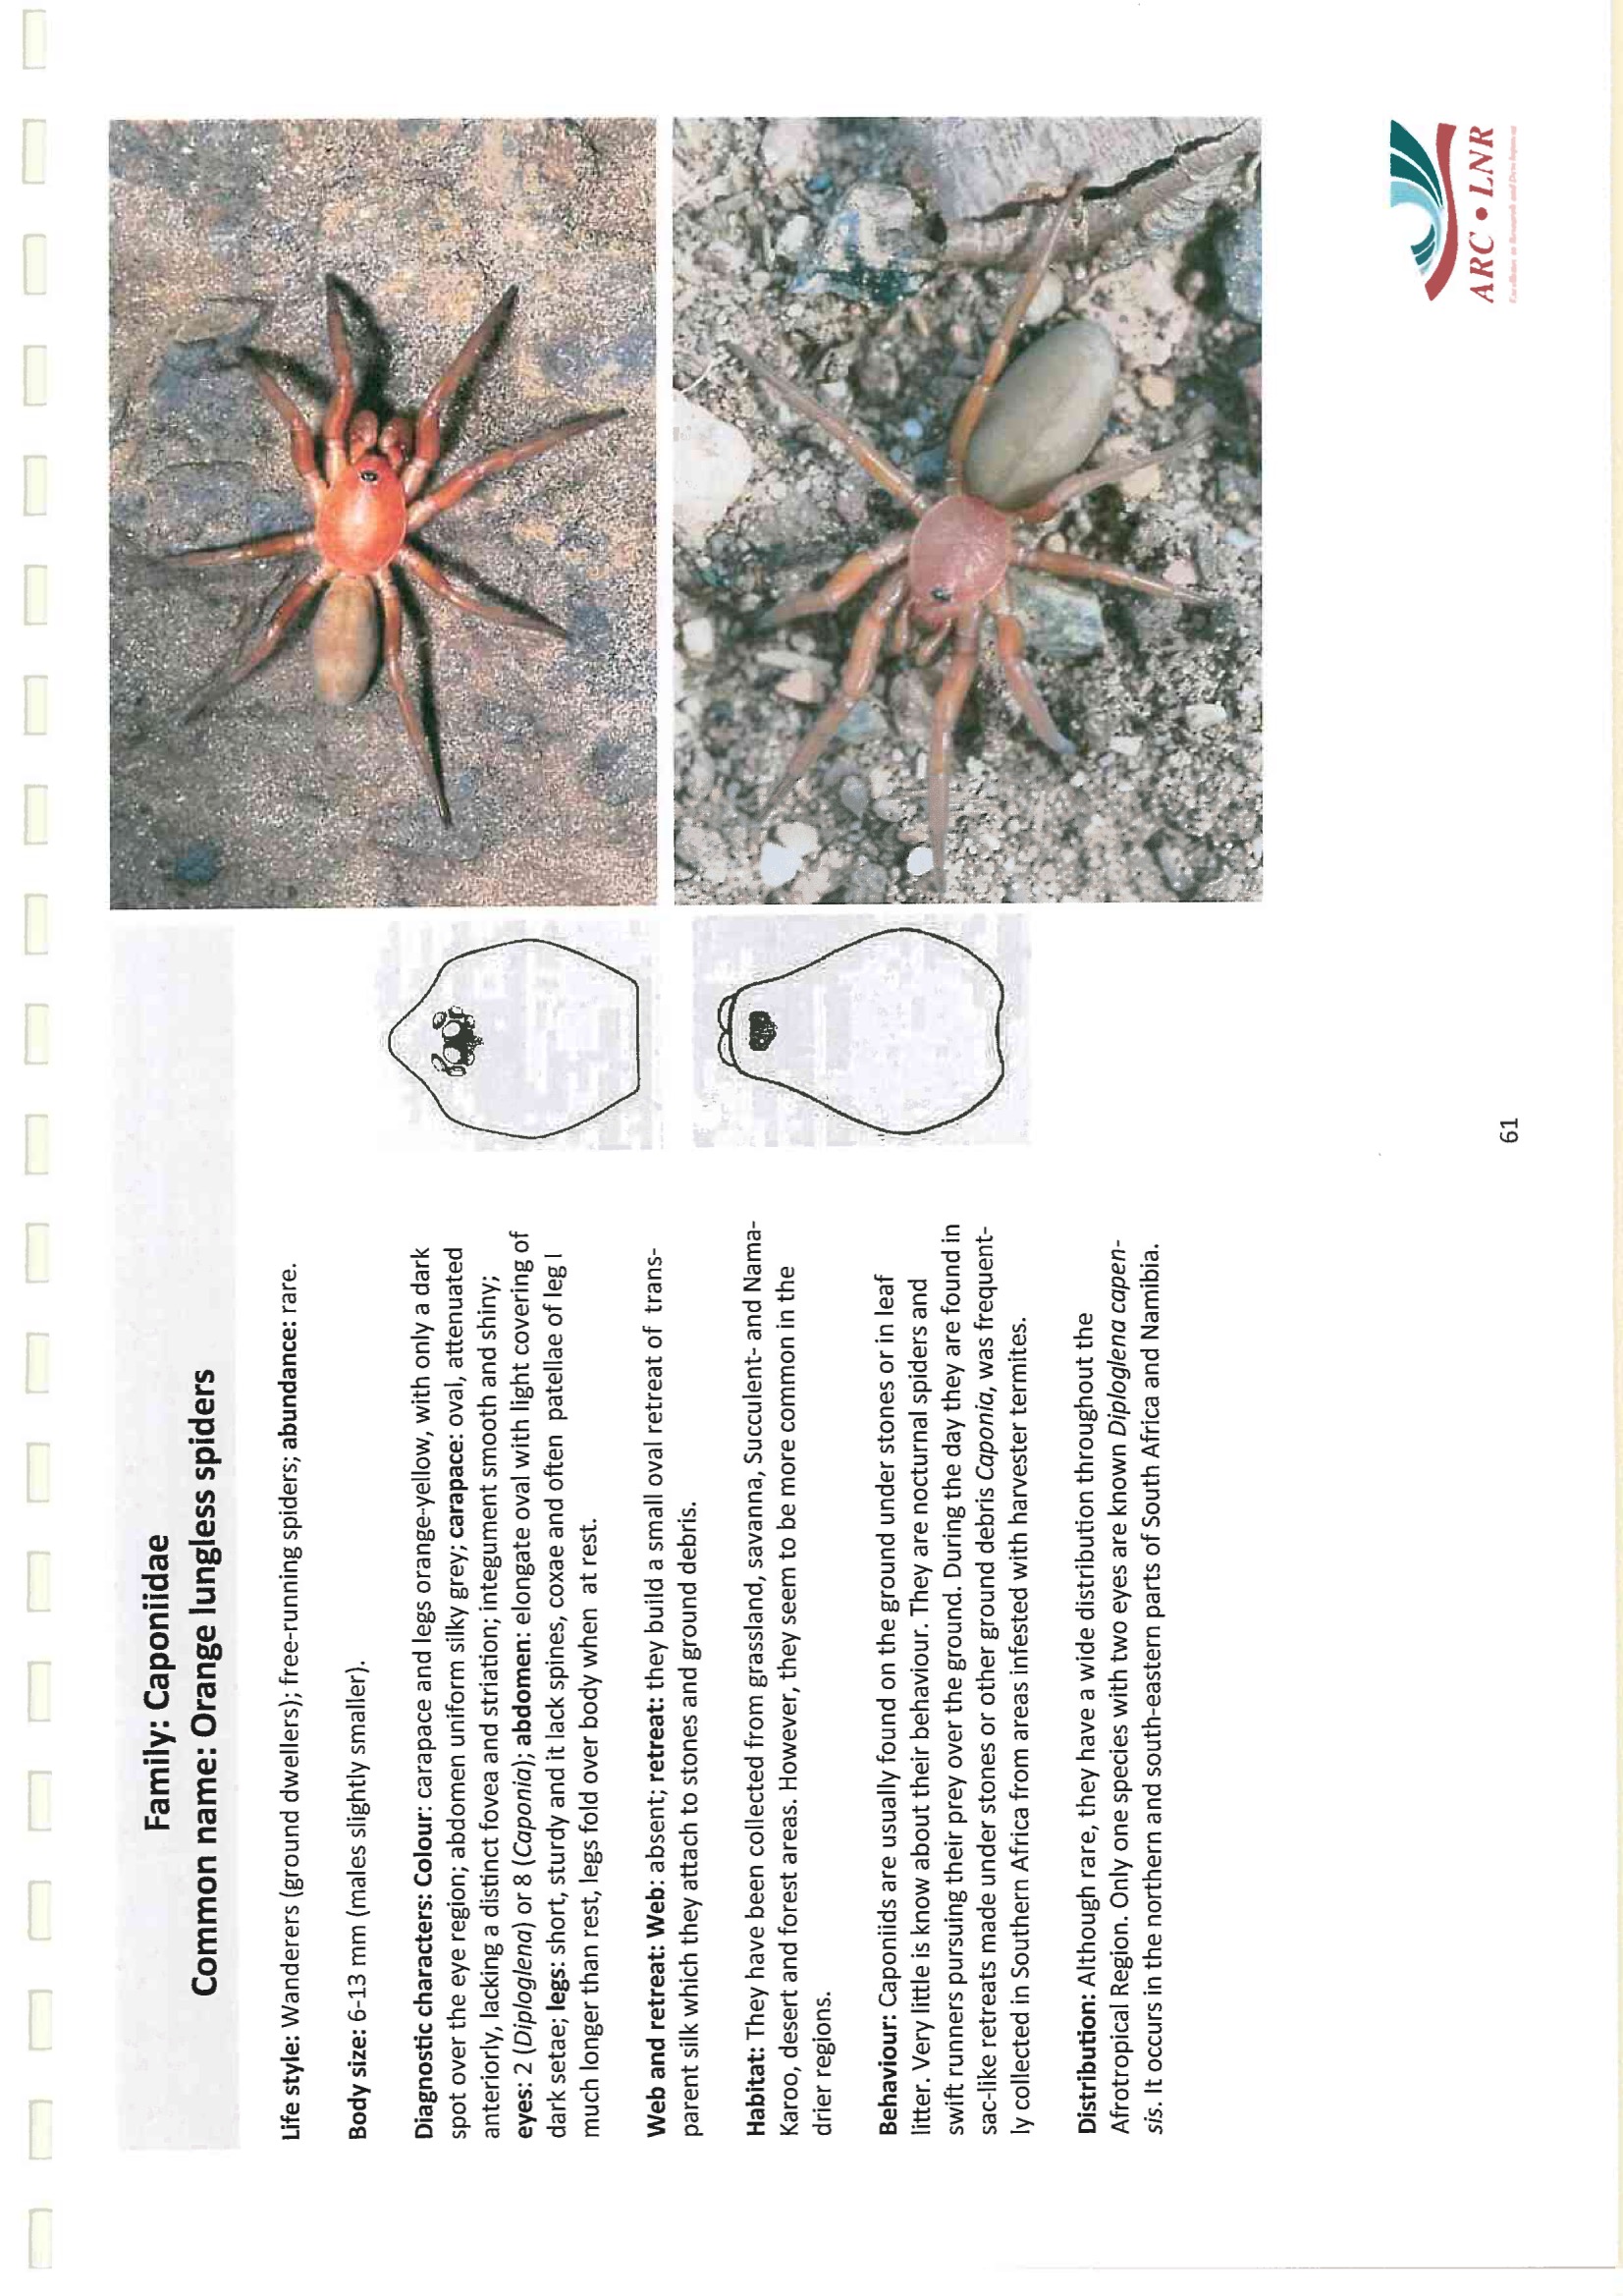 Family: Caponiidae
Common name: Orange lungless spiders
Life style: Wanderers (ground dwellers); free-running spiders; abundance: rare.
Body size: 6-13 mm (males slightly smaller).
Diagnostic characters: Colour: carapace and legs orange-yellow, with only a dark
spot over the eye region; abdomen uniform silky grey; carapace: oval, attenuated
anteriorly, lacking a distinct fovea and striation; integument smooth and shiny;
eyes: 2 (Diploglena) or 8 (Caponia); abdomen: elongate oval with light covering of
dark setae; legs: short, sturdy and it lack spines, coxae and often patellae of leg I
much longer than rest, legs fold over body when at rest.
Web and retreat: Web: absent; retreat: they build a small oval retreat of trans-
parent silk which they attach to stones and ground debris.
Habitat: They have been collected from grassland, savanna, Succulent- and Nama-
Karoo, desert and forest areas. However, they seem to be more common in the
drier regions.
Behaviour: Caponiids are usually found on the ground under stones or in leaf
litter. Very little is know about their behaviour. They are nocturnal spiders and
swift runners pursuing their prey over the ground. During the day they are found in
sac-like retreats made under stones or other ground debris Caponia, was frequent-
ly collected in Southern Africa from areas infested with harvester termites.
Distribution: Although rare, they have a wide distribution throughout the
Afrotropical Region. Only one species with two eyes are known Diploglena capen-
sis. It occurs in the northern and south-eastern parts of South Africa and Namibia.
61
ARC • LNR
Excellence in Research and Development